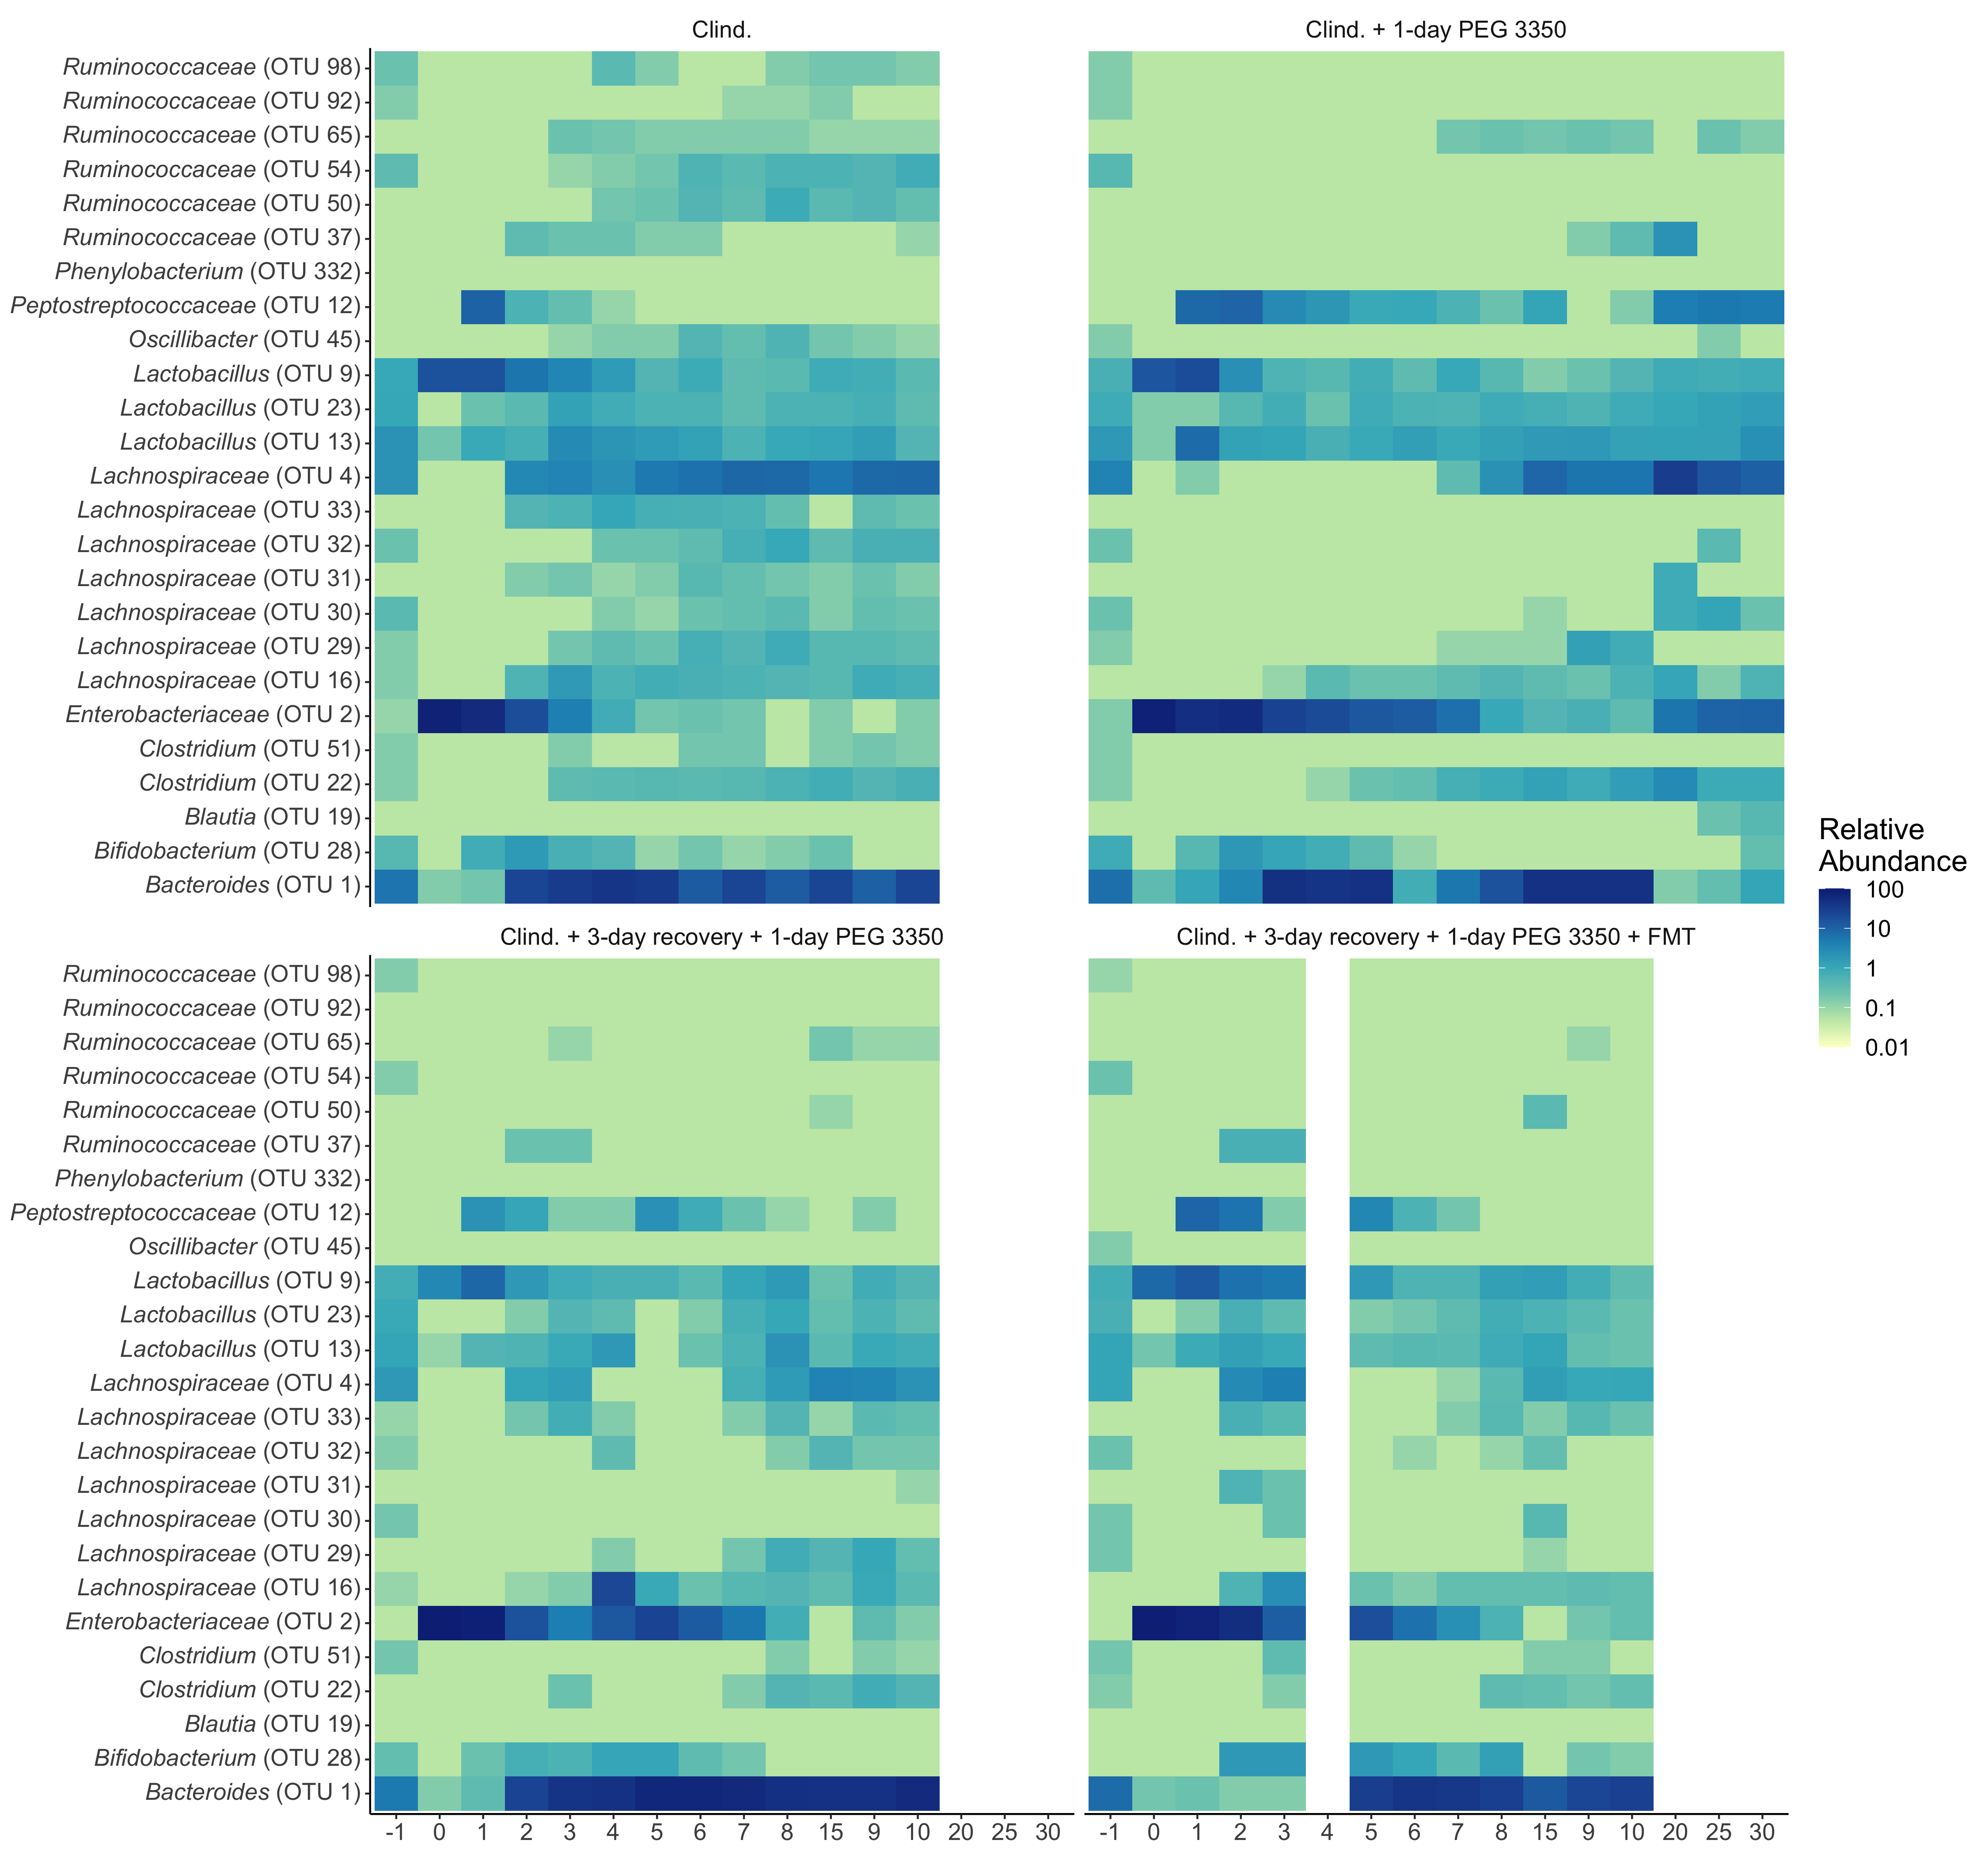 Clind.
Clind. + 1-day PEG 3350
Ruminococcaceae (OTU 98)
Ruminococcaceae (OTU 92)
Ruminococcaceae (OTU 65)
Ruminococcaceae (OTU 54)
Ruminococcaceae (OTU 50)
Ruminococcaceae (OTU 37)
Phenylobacterium (OTU 332)
Peptostreptococcaceae (OTU 12)
Oscillibacter (OTU 45)
Lactobacillus (OTU 9)
Lactobacillus (OTU 23)
Lactobacillus (OTU 13)
Lachnospiraceae (OTU 4)
Lachnospiraceae (OTU 33)
Lachnospiraceae (OTU 32)
Lachnospiraceae (OTU 31)
Lachnospiraceae (OTU 30)
Lachnospiraceae (OTU 29)
Lachnospiraceae (OTU 16)
Enterobacteriaceae (OTU 2)
Clostridium (OTU 51)
Clostridium (OTU 22)
Blautia (OTU 19)
Bifidobacterium (OTU 28)
Bacteroides (OTU 1)
Relative
Abundance
100
10
1
0.1
0.01
Clind. + 3-day recovery + 1-day PEG 3350
Clind. + 3-day recovery + 1-day PEG 3350 + FMT
Ruminococcaceae (OTU 98)
Ruminococcaceae (OTU 92)
Ruminococcaceae (OTU 65)
Ruminococcaceae (OTU 54)
Ruminococcaceae (OTU 50)
Ruminococcaceae (OTU 37)
Phenylobacterium (OTU 332)
Peptostreptococcaceae (OTU 12)
Oscillibacter (OTU 45)
Lactobacillus (OTU 9)
Lactobacillus (OTU 23)
Lactobacillus (OTU 13)
Lachnospiraceae (OTU 4)
Lachnospiraceae (OTU 33)
Lachnospiraceae (OTU 32)
Lachnospiraceae (OTU 31)
Lachnospiraceae (OTU 30)
Lachnospiraceae (OTU 29)
Lachnospiraceae (OTU 16)
Enterobacteriaceae (OTU 2)
Clostridium (OTU 51)
Clostridium (OTU 22)
Blautia (OTU 19)
Bifidobacterium (OTU 28)
Bacteroides (OTU 1)
-1 0 1 2 3 4 5 6 7 8 15 9 10 20 25 30
-1 0 1 2 3 4 5 6 7 8 15 9 10 20 25 30